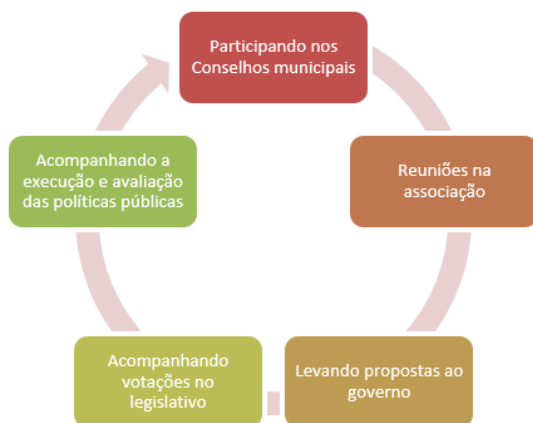 Participando nos
Conselhos municipais
Reuniões na
associação
Levando propostas ao
governo
Acompanhando
votações no
legislativo
Acompanhando a
execução e avaliação
das políticas públicas